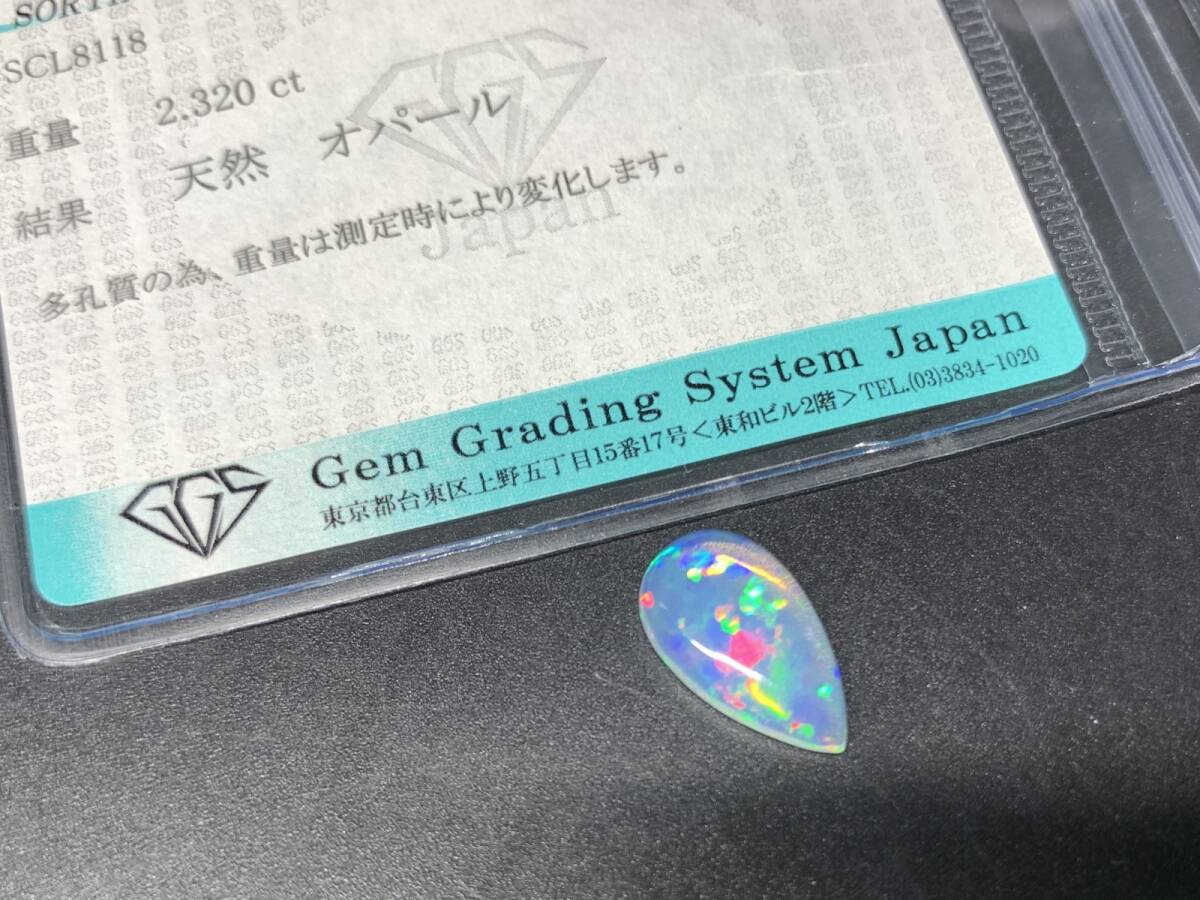 SCL8118
重量 2.320 ct
結果 天然 オパール
多孔質の為、重量は測定時により変化します。
Japan
GGS
Gem Grading System Japan
東京都台東区上野五丁目15番17号<東和ビル2階>TEL.(03)3834-1020